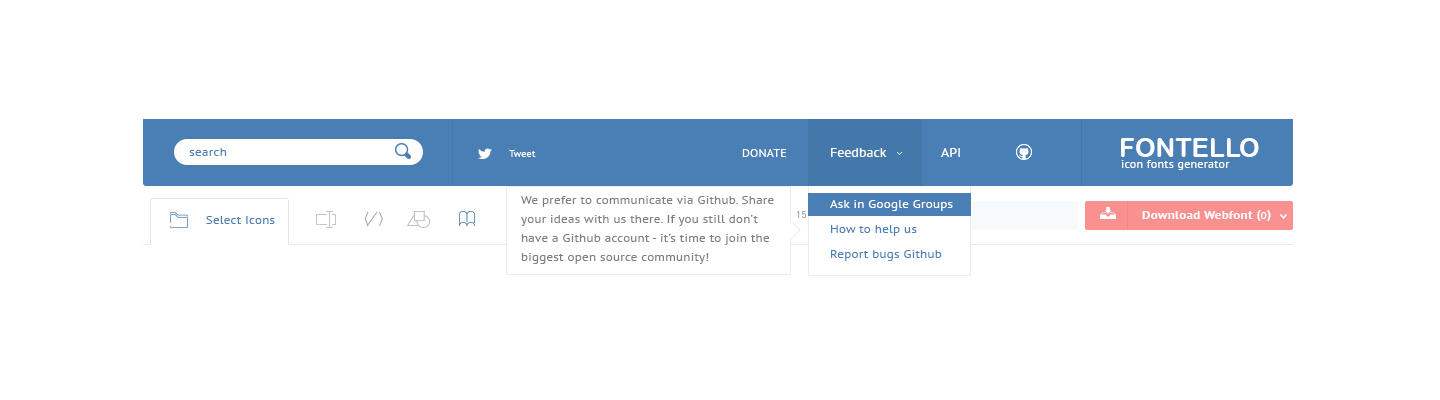 search
Tweet
DONATE
Feedback
API
FONTELLO
icon fonts generator
Select Icons
We prefer to communicate via Github. Share
your ideas with us there. If you still don't
have a Github account - it's time to join the
biggest open source community!
15
Ask in Google Groups
How to help us
Report bugs Github
Download Webfont (0)